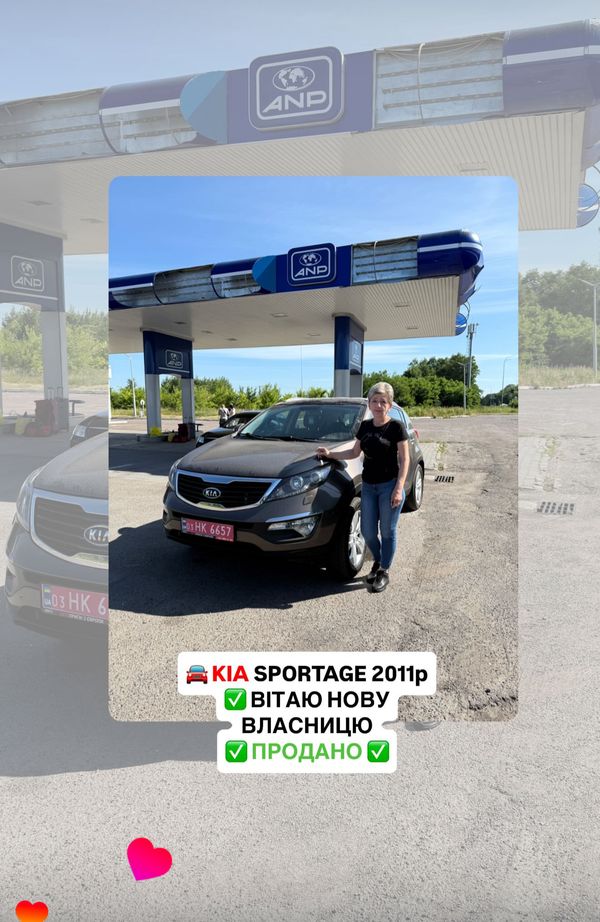 ANP
ANP
ANP
ANP
KIA
KIA
03 HK 6657
UA 03 HK 6
🚘KIA SPORTAGE 2011р
✅ВІТАЮ НОВУ
ВЛАСНИЦЮ
✅ПРОДАНО✅